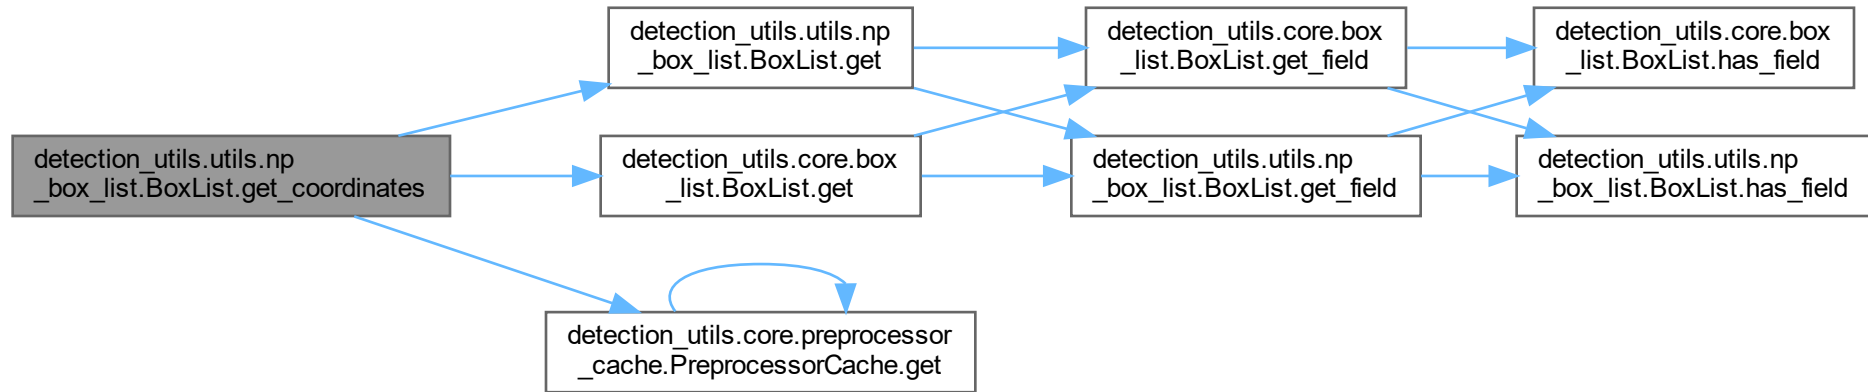 detection_utils.utils.np
_box_list.BoxList.get_coordinates
detection_utils.utils.np
_box_list.BoxList.get
detection_utils.core.box
_list.BoxList.get
detection_utils.core.preprocessor
_cache.PreprocessorCache.get
detection_utils.core.box
_list.BoxList.get_field
detection_utils.utils.np
_box_list.BoxList.get_field
detection_utils.core.box
_list.BoxList.has_field
detection_utils.utils.np
_box_list.BoxList.has_field